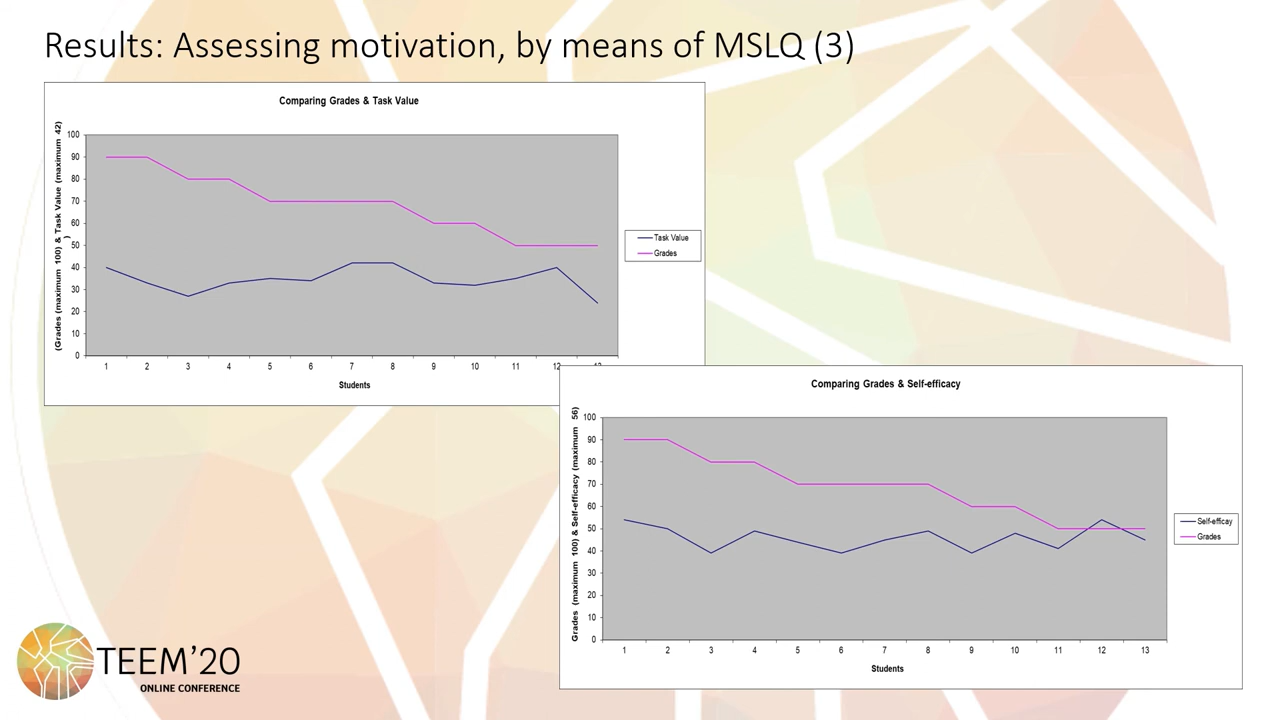 Results: Assessing motivation, by means of MSLQ (3)
Comparing Grades & Task Value
(Grades (maximum 100) & Task Value (maximum 42)
)
100
90
80
70
60
50
40
30
20
10
0
1 2 3 4 5 6 7 8 9 10 11 12
Students
Task Value
Grades
Comparing Grades & Self-efficacy
Grades (maximum 100) & Self-efficacy (maximum 56)
100
90
80
70
60
50
40
30
20
10
0
1 2 3 4 5 6 7 8 9 10 11 12 13
Students
Self-efficay
Grades
TEEM'20
ONLINE CONFERENCE